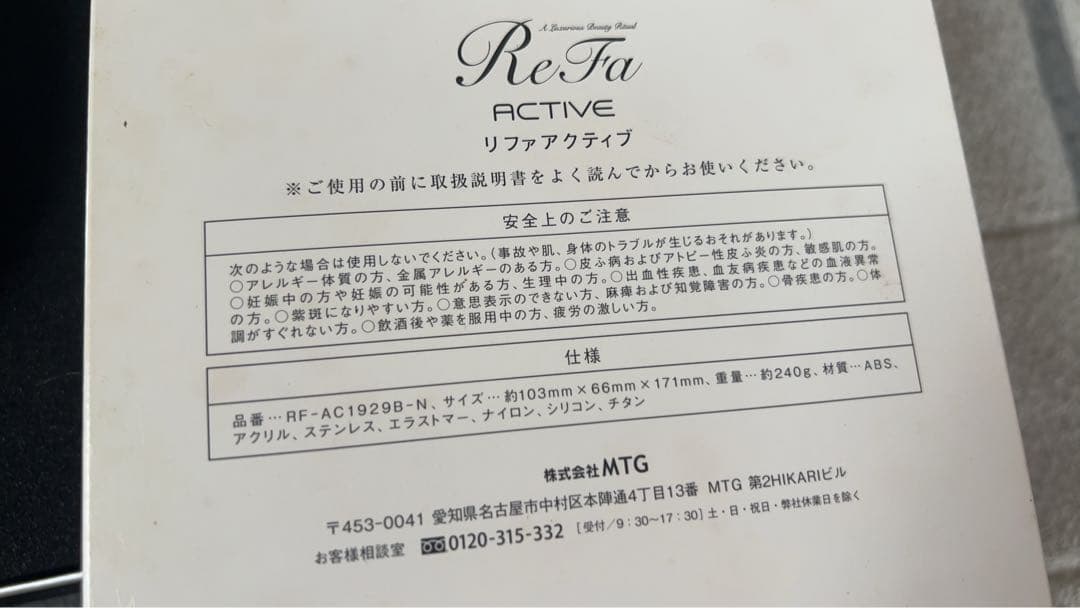 A Luxurious Beauty Ritual
ReFa
ACTIVE
リファアクティブ
※ご使用の前に取扱説明書をよく読んでからお使いください。
安全上のご注意
次のような場合は使用しないでください。(事故や肌、身体のトラブルが生じるおそれがあります。)
○アレルギー体質の方、金属アレルギーのある方。○皮ふ病およびアトピー性皮ふ炎の方、敏感肌の方。
○妊娠中の方や妊娠の可能性がある方、生理中の方。○出血性疾患、血友病疾患などの血液異常
の方。○紫斑になりやすい方。○意思表示のできない方、麻痺および知覚障害の方。○骨疾患の方。○体
調がすぐれない方。○飲酒後や薬を服用中の方、疲労の激しい方。
仕様
品番…RF-AC1929B-N、サイズ…約103mm×66mm×171mm、重量…約240g、材質…ABS、
アクリル、ステンレス、エラストマー、ナイロン、シリコン、チタン
株式会社MTG
〒453-0041 愛知県名古屋市中村区本陣通4丁目13番 MTG 第2HIKARIビル
お客様相談室 0120-315-332 [受付/9:30〜17:30]土・日・祝日・弊社休業日を除く